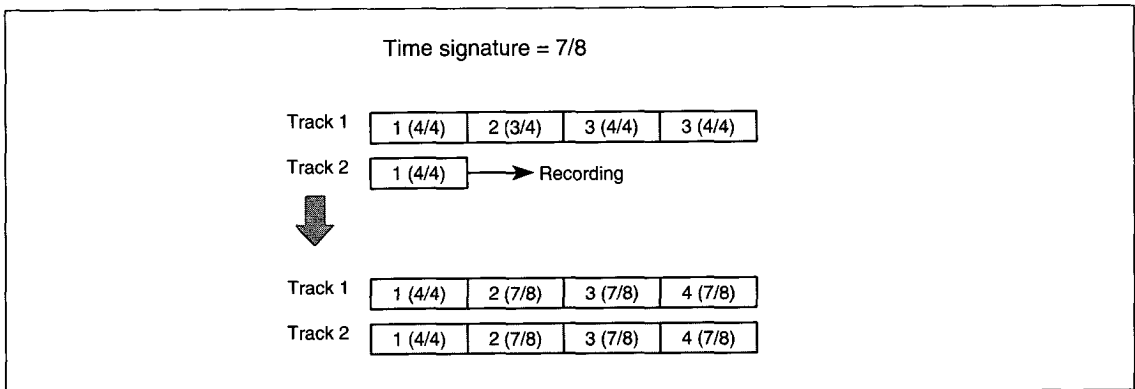 Time signature = 7/8
Track 1 1 (4/4) 2 (3/4) 3 (4/4) 3 (4/4)
Track 2 1 (4/4) Recording
Track 1 1 (4/4) 2 (7/8) 3 (7/8) 4 (7/8)
Track 2 1 (4/4) 2 (7/8) 3 (7/8) 4 (7/8)